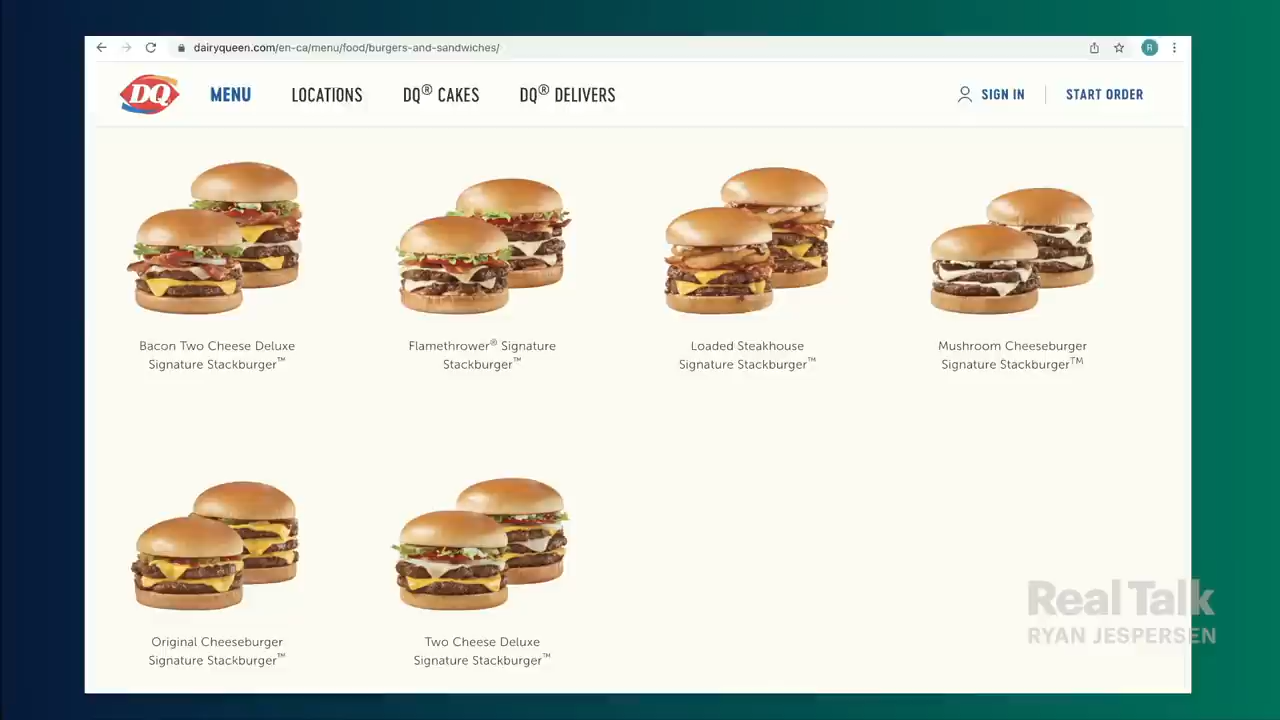 dairyqueen.com/en-ca/menu/food/burgers-and-sandwiches/
R
DQ
MENU
LOCATIONS
DQ® CAKES
DQ® DELIVERS
SIGN IN
START ORDER
Bacon Two Cheese Deluxe
Signature Stackburger™
Flamethrower® Signature
Stackburger™
Loaded Steakhouse
Signature Stackburger™
Mushroom Cheeseburger
Signature Stackburger™
Original Cheeseburger
Signature Stackburger™
Two Cheese Deluxe
Signature Stackburger™
Real Talk
RYAN JESPERSEN